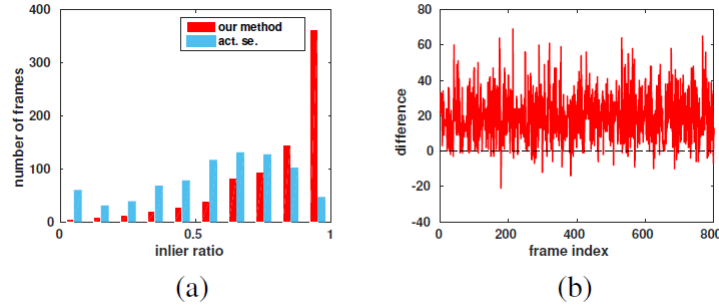 400
300
200
100
0
number of frames
our method
act. se.
0
0.5
1
inlier ratio
(a)
80
60
40
20
0
-20
-40
difference
0
200
400
600
800
frame index
(b)